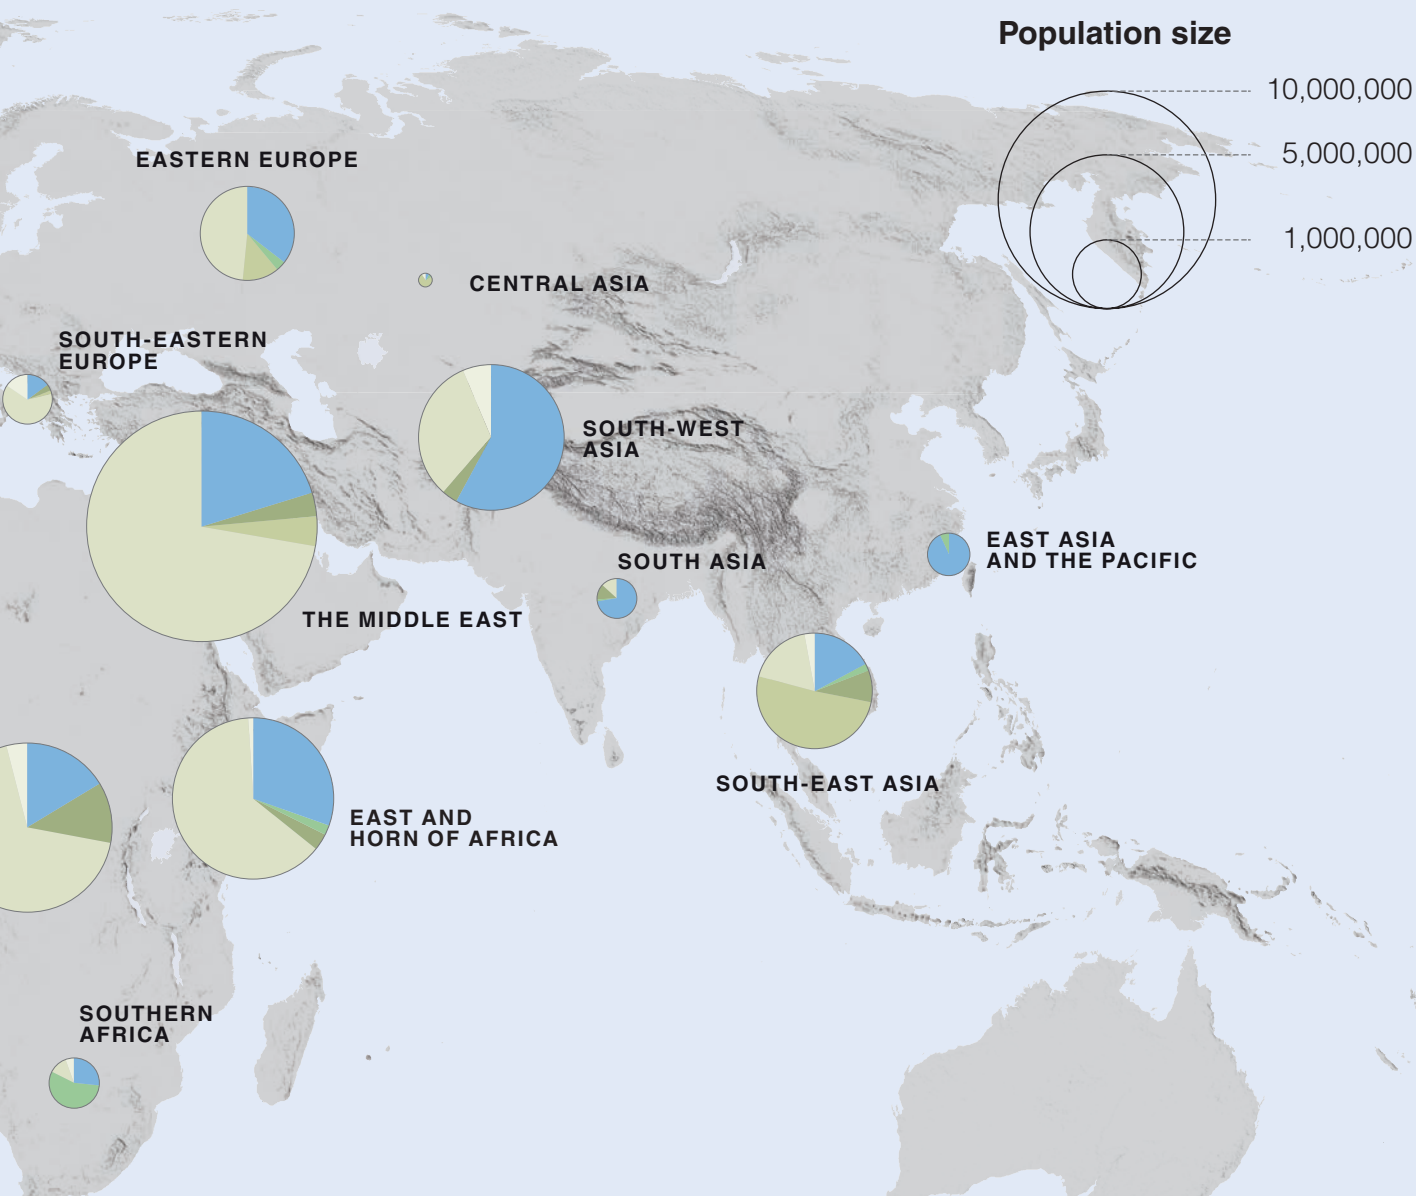 Population size
10,000,000
5,000,000
1,000,000
EASTERN EUROPE
CENTRAL ASIA
SOUTH-EASTERN
EUROPE
SOUTH-WEST
ASIA
EAST ASIA
AND THE PACIFIC
SOUTH ASIA
THE MIDDLE EAST
SOUTH-EAST ASIA
EAST AND
HORN OF AFRICA
SOUTHERN
AFRICA